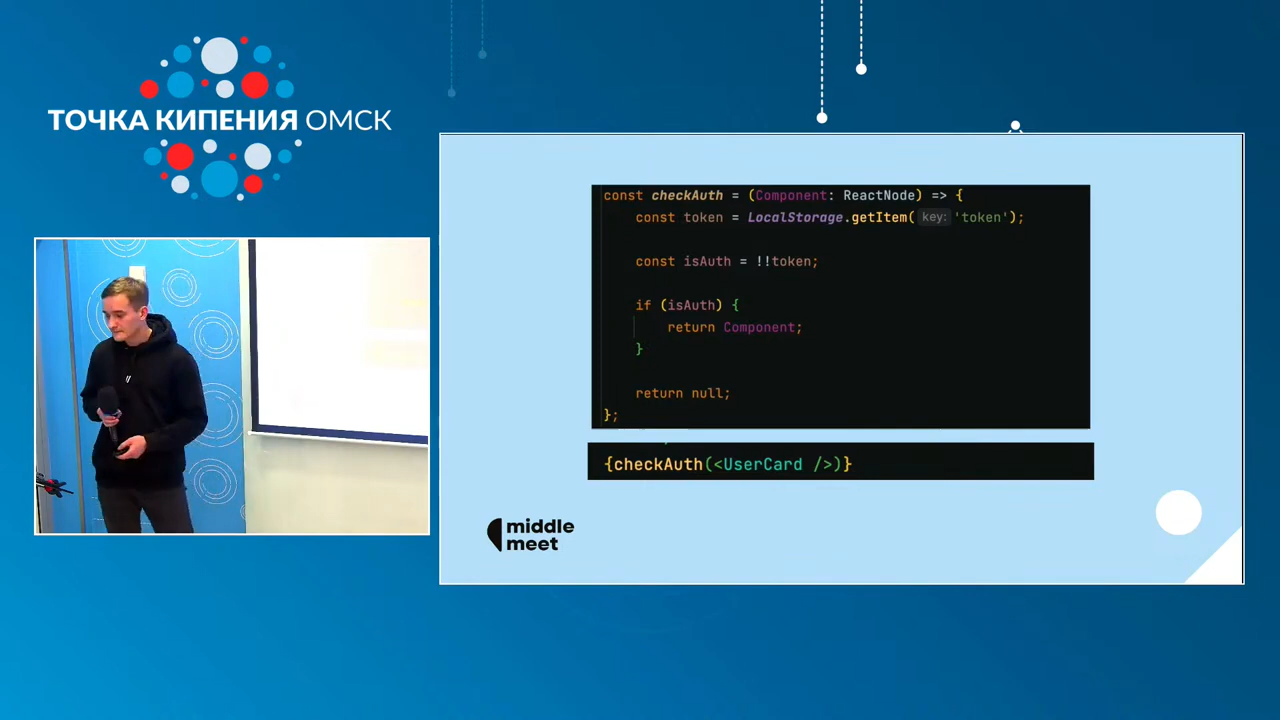 ТОЧКА КИПЕНИЯ ОМСК
const checkAuth = (Component: ReactNode) => {
const token = LocalStorage.getItem( key: 'token');
const isAuth = !!token;
if (isAuth) {
return Component;
}
return null;
};
{checkAuth(<UserCard />)}
middle
meet